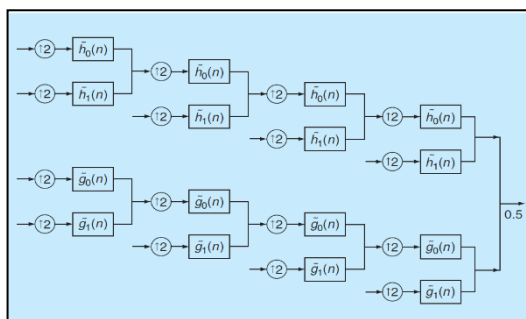 ↑2 h̃₀(n)
↑2 h̃₀(n)
↑2 h̃₁(n) ↑2 h̃₀(n)
↑2 h̃₁(n) ↑2 h̃₀(n)
↑2 h̃₁(n)
↑2 h̃₁(n)
↑2 g̃₀(n)
↑2 g̃₀(n) 0.5
↑2 g̃₁(n) ↑2 g̃₀(n)
↑2 g̃₁(n) ↑2 g̃₀(n)
↑2 g̃₁(n)
↑2 g̃₁(n)